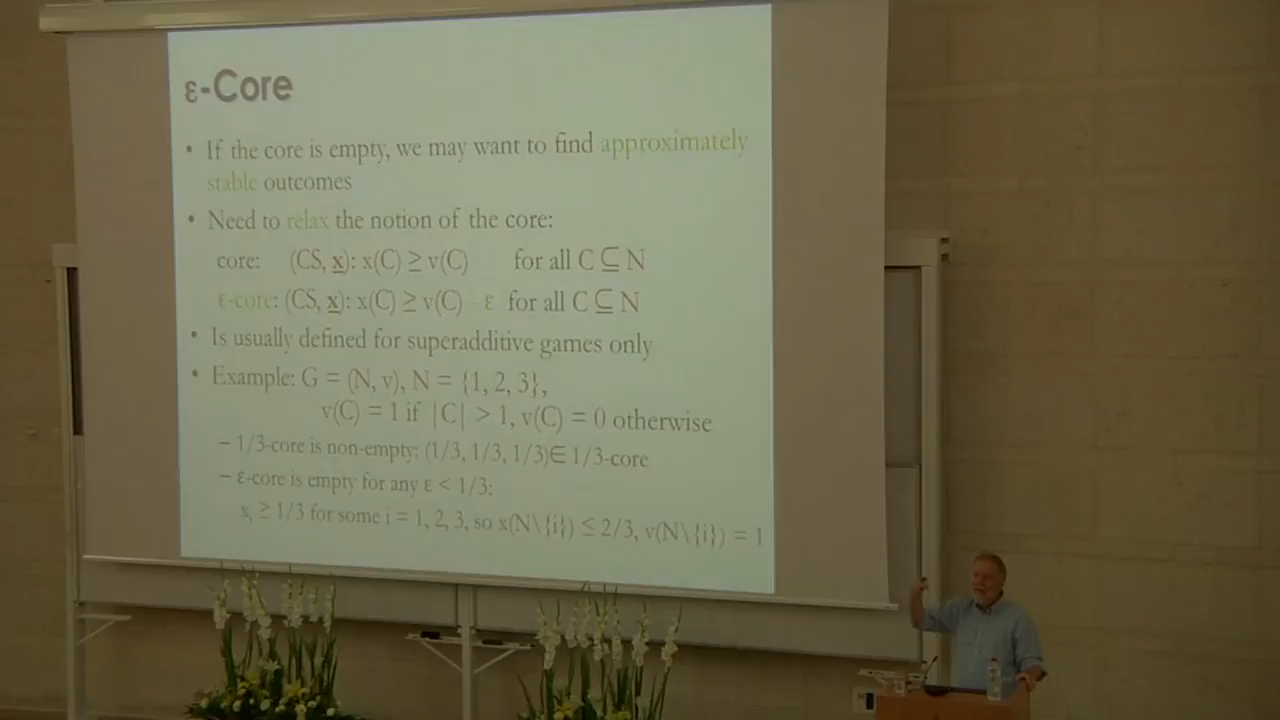 ε-Core
• If the core is empty, we may want to find approximately
stable outcomes
• Need to relax the notion of the core:
core: (CS, x): x(C) ≥ v(C) for all C ⊆ N
ε-core: (CS, x): x(C) ≥ v(C) - ε for all C ⊆ N
• Is usually defined for superadditive games only
• Example: G = (N, v), N = {1, 2, 3},
v(C) = 1 if |C| > 1, v(C) = 0 otherwise
– 1/3-core is non-empty: (1/3, 1/3, 1/3)∈ 1/3-core
– ε-core is empty for any ε < 1/3:
xᵢ ≥ 1/3 for some i = 1, 2, 3, so x(N\{i}) ≤ 2/3, v(N\{i}) = 1